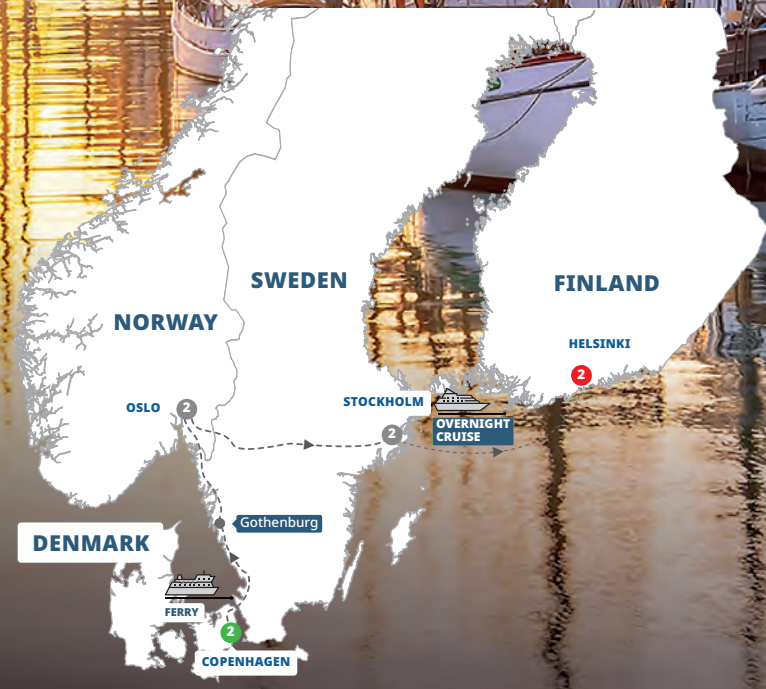 SWEDEN
FINLAND
NORWAY
HELSINKI
OSLO
2
2
STOCKHOLM
2
OVERNIGHT
CRUISE
Gothenburg
DENMARK
FERRY
2
COPENHAGEN